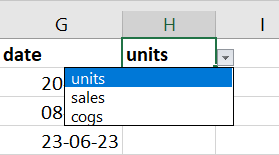 G H I
date units
20 units
08 sales
cogs
23-06-23